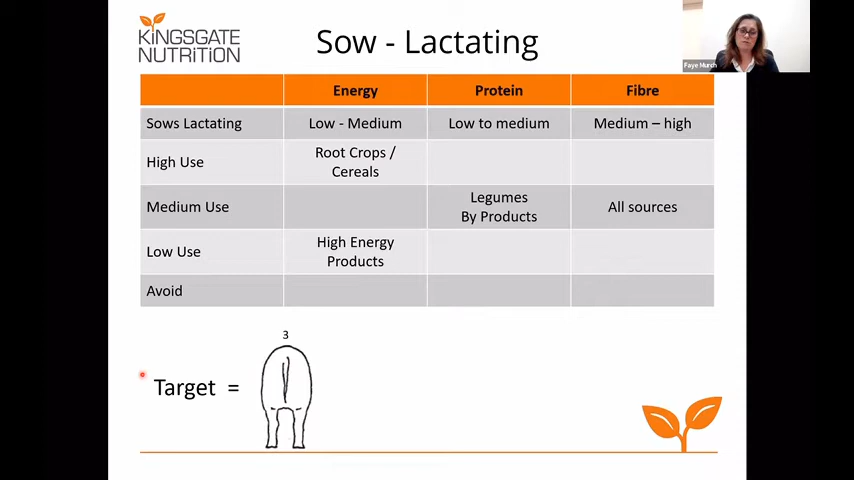 KiNGSGATE
NUTRiTiON
Sow - Lactating
Faye Murch
Energy Protein Fibre
Sows Lactating Low - Medium Low to medium Medium – high
High Use Root Crops /
Cereals
Medium Use Legumes
By Products All sources
Low Use High Energy
Products
Avoid
3
Target =